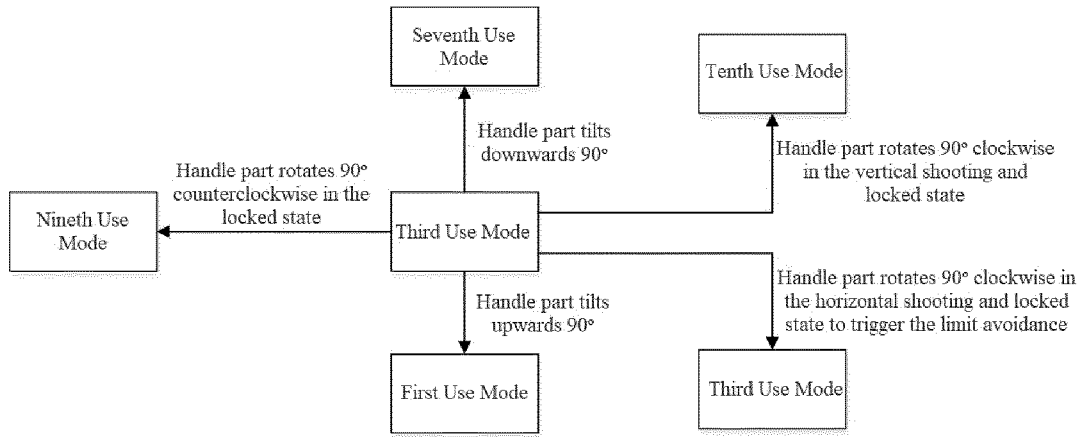 Seventh Use
Mode
Tenth Use Mode
Handle part tilts
downwards 90°
Handle part rotates 90° clockwise
in the vertical shooting and
locked state
Handle part rotates 90°
counterclockwise in the
locked state
Nineth Use
Mode
Third Use Mode
Handle part tilts
upwards 90°
Handle part rotates 90° clockwise in
the horizontal shooting and locked
state to trigger the limit avoidance
First Use Mode
Third Use Mode